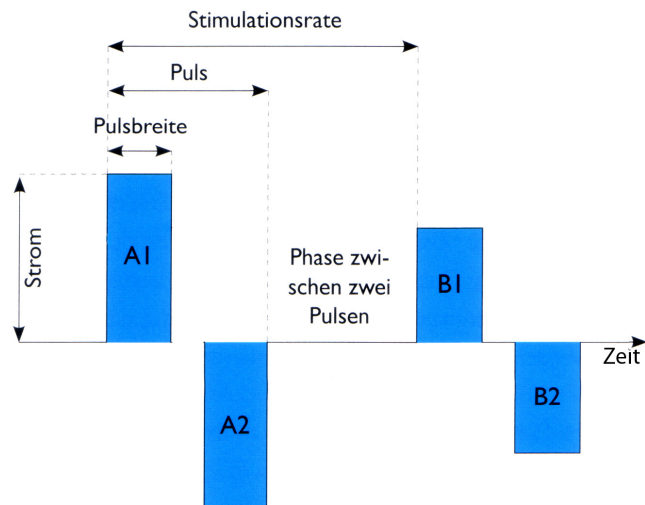 Stimulationsrate
Puls
Pulsbreite
Strom
A1
Phase zwi-
schen zwei
Pulsen
B1
Zeit
A2
B2